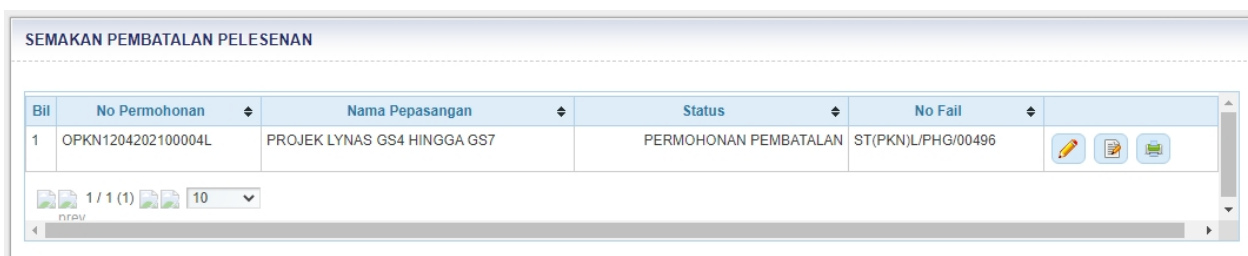 SEMAKAN PEMBATALAN PELESENAN
Bil No Permohonan Nama Pepasangan Status No Fail
1 OPKN1204202100004L PROJEK LYNAS GS4 HINGGA GS7 PERMOHONAN PEMBATALAN ST(PKN)L/PHG/00496
1 / 1 (1) 10
prev